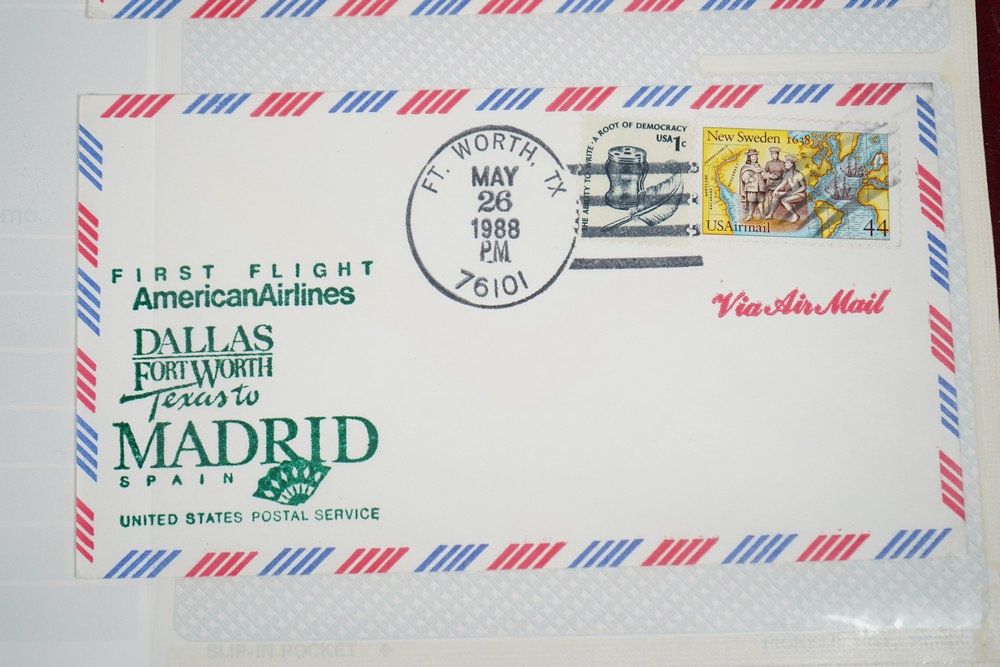 FIRST FLIGHT
AmericanAirlines
DALLAS
FORT WORTH
Texas to
MADRID
SPAIN
UNITED STATES POSTAL SERVICE
FT. WORTH, TX
MAY
26
1988
PM
76101
A ROOT OF DEMOCRACY
THE ABILITY TO WRITE
USA 1c
New Sweden 1638
USAirmail
44
Via Air Mail
SLIP-IN POCKET